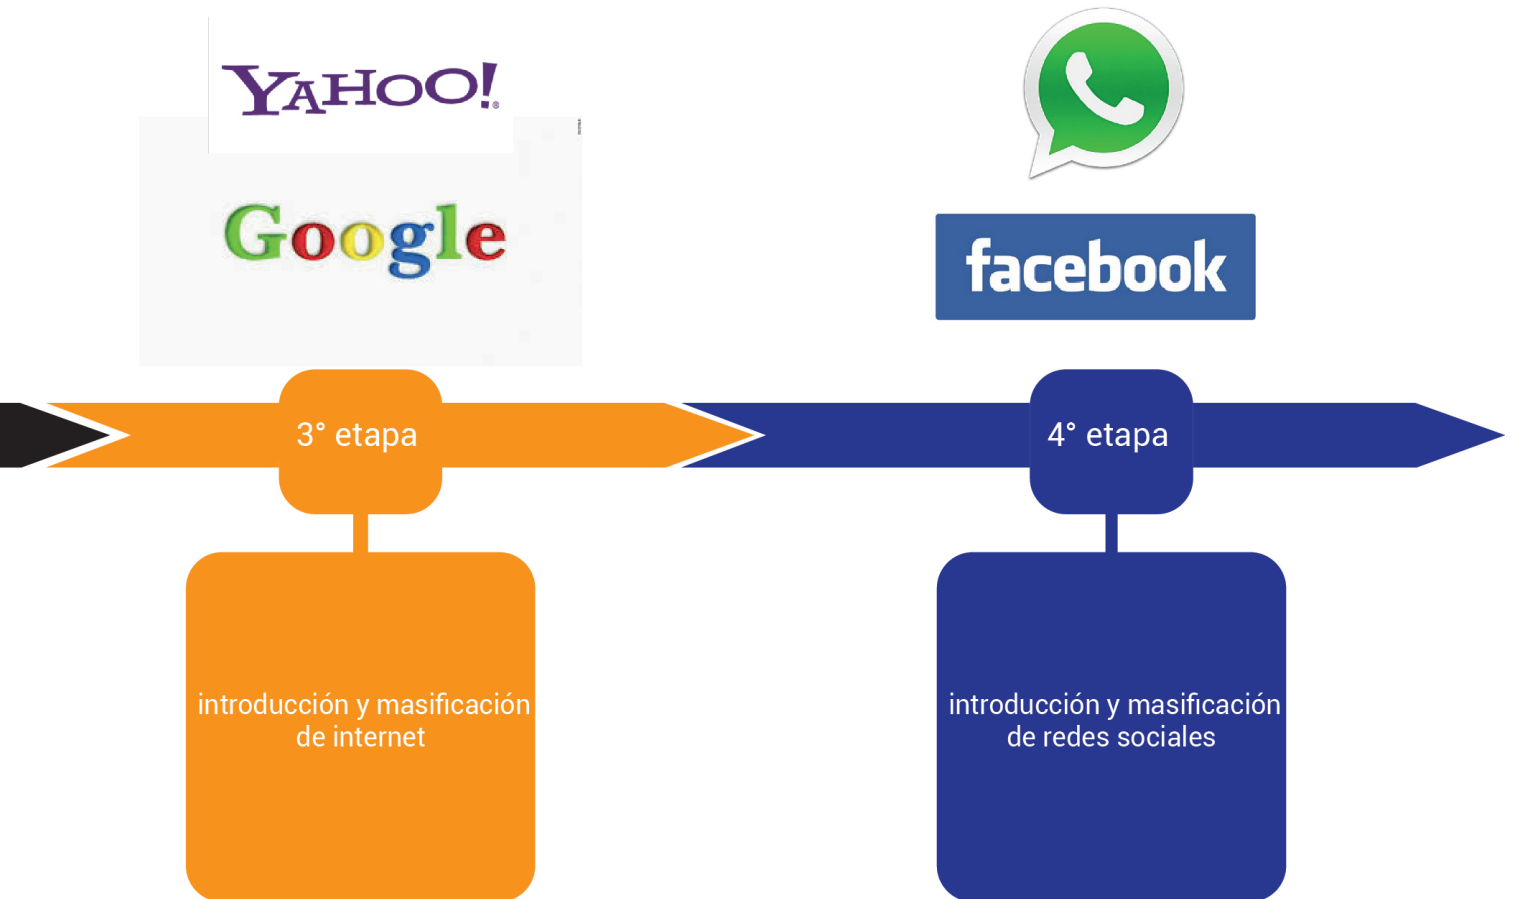 YAHOO!
Google
facebook
3° etapa
4° etapa
introducción y masificación
de internet
introducción y masificación
de redes sociales